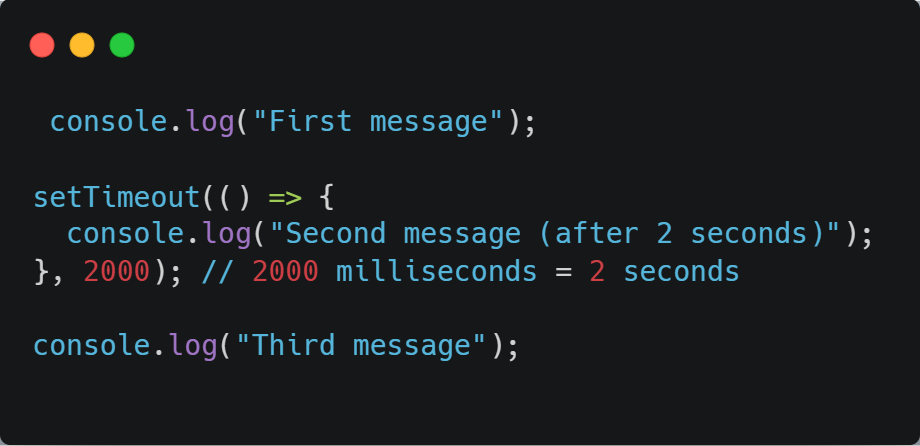 console.log("First message");
setTimeout(() => {
console.log("Second message (after 2 seconds)");
}, 2000); // 2000 milliseconds = 2 seconds
console.log("Third message");